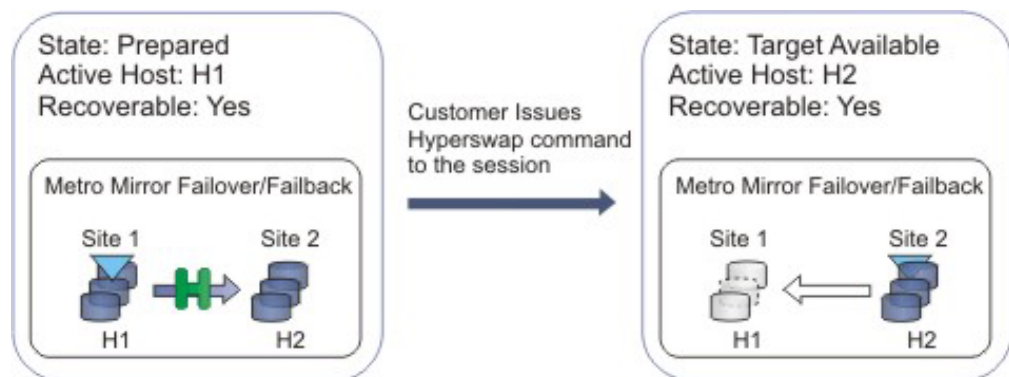 State: Prepared
Active Host: H1
Recoverable: Yes
Metro Mirror Failover/Failback
Site 1
Site 2
H1
H2
Customer Issues
Hyperswap command
to the session
State: Target Available
Active Host: H2
Recoverable: Yes
Metro Mirror Failover/Failback
Site 1
Site 2
H1
H2